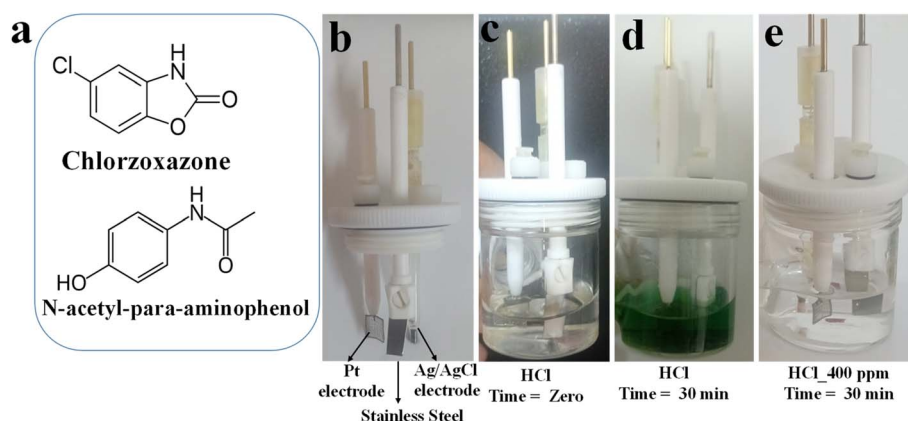 a
Cl
H
N
O
O
Chlorzoxazone
H
N
O
HO
N-acetyl-para-aminophenol
b
Pt
electrode
Ag/AgCl
electrode
Stainless Steel
c
HCl
Time = Zero
d
HCl
Time = 30 min
e
HCl_400 ppm
Time = 30 min